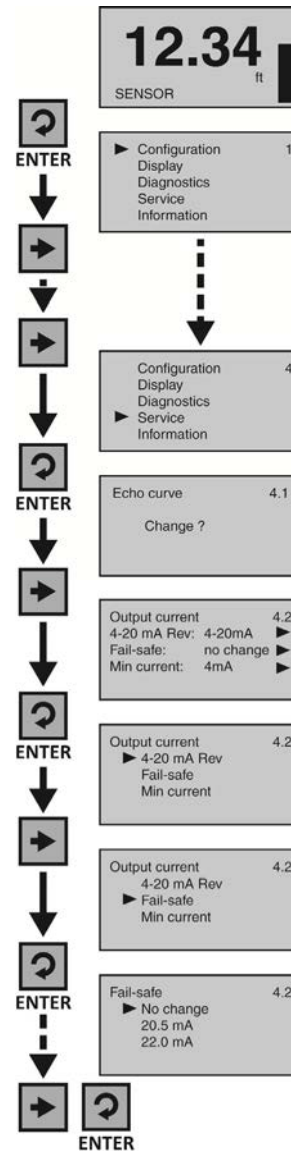 12.34
ft
SENSOR
ENTER
► Configuration 1
Display
Diagnostics
Service
Information
Configuration 4
Display
Diagnostics
► Service
Information
ENTER
Echo curve 4.1
Change ?
Output current 4.2
4-20 mA Rev: 4-20mA ►
Fail-safe: no change ►
Min current: 4mA ►
ENTER
Output current 4.2
► 4-20 mA Rev
Fail-safe
Min current
Output current 4.2
4-20 mA Rev
► Fail-safe
Min current
ENTER
Fail-safe 4.2
► No change
20.5 mA
22.0 mA
ENTER